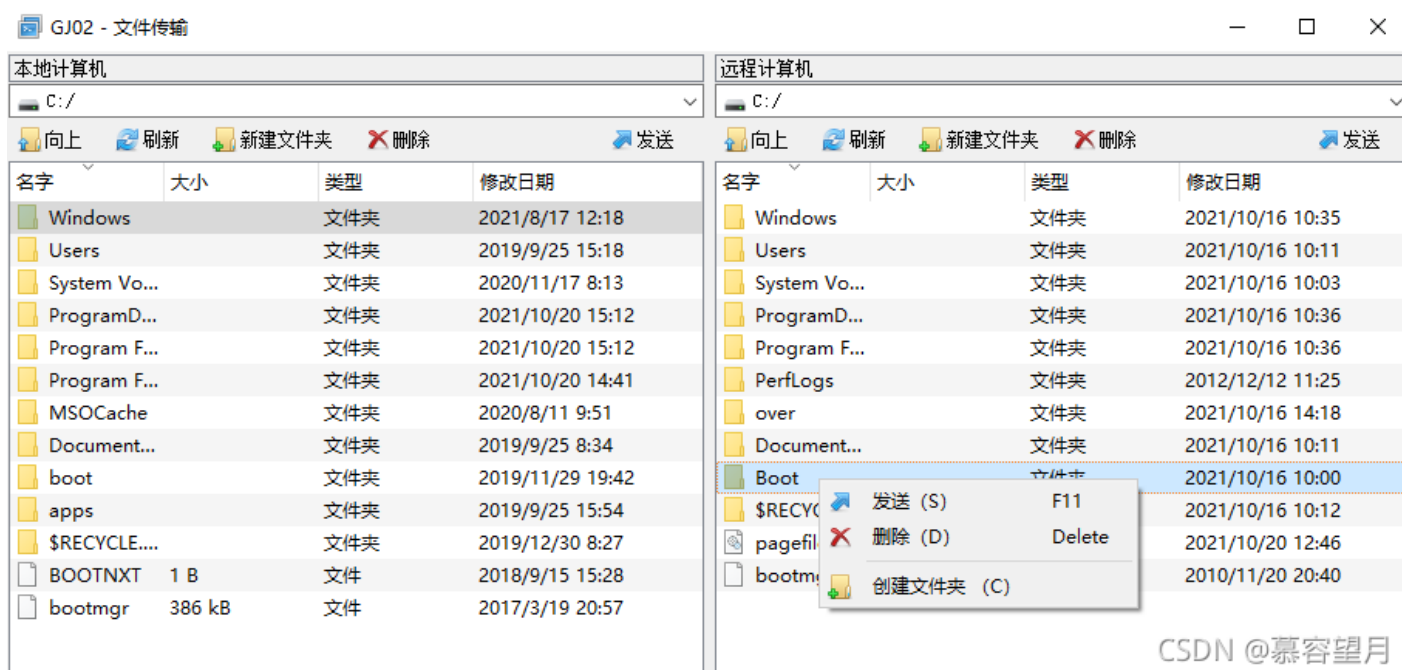 GJ02 - 文件传输
本地计算机
C:/
向上 刷新 新建文件夹 删除 发送
名字 大小 类型 修改日期
Windows 文件夹 2021/8/17 12:18
Users 文件夹 2019/9/25 15:18
System Vo... 文件夹 2020/11/17 8:13
ProgramD... 文件夹 2021/10/20 15:12
Program F... 文件夹 2021/10/20 15:12
Program F... 文件夹 2021/10/20 14:41
MSOCache 文件夹 2020/8/11 9:51
Document... 文件夹 2019/9/25 8:34
boot 文件夹 2019/11/29 19:42
apps 文件夹 2019/9/25 15:54
$RECYCLE.... 文件夹 2019/12/30 8:27
BOOTNXT 1 B 文件 2018/9/15 15:28
bootmgr 386 kB 文件 2017/3/19 20:57
远程计算机
C:/
向上 刷新 新建文件夹 删除 发送
名字 大小 类型 修改日期
Windows 文件夹 2021/10/16 10:35
Users 文件夹 2021/10/16 10:11
System Vo... 文件夹 2021/10/16 10:03
ProgramD... 文件夹 2021/10/16 10:36
Program F... 文件夹 2021/10/16 10:36
PerfLogs 文件夹 2012/12/12 11:25
over 文件夹 2021/10/16 14:18
Document... 文件夹 2021/10/16 10:11
Boot 文件夹 2021/10/16 10:00
$RECYC 2021/10/16 10:12
pagefil 2021/10/20 12:46
bootmg 2010/11/20 20:40
发送 (S) F11
删除 (D) Delete
创建文件夹 (C)
CSDN @慕容望月